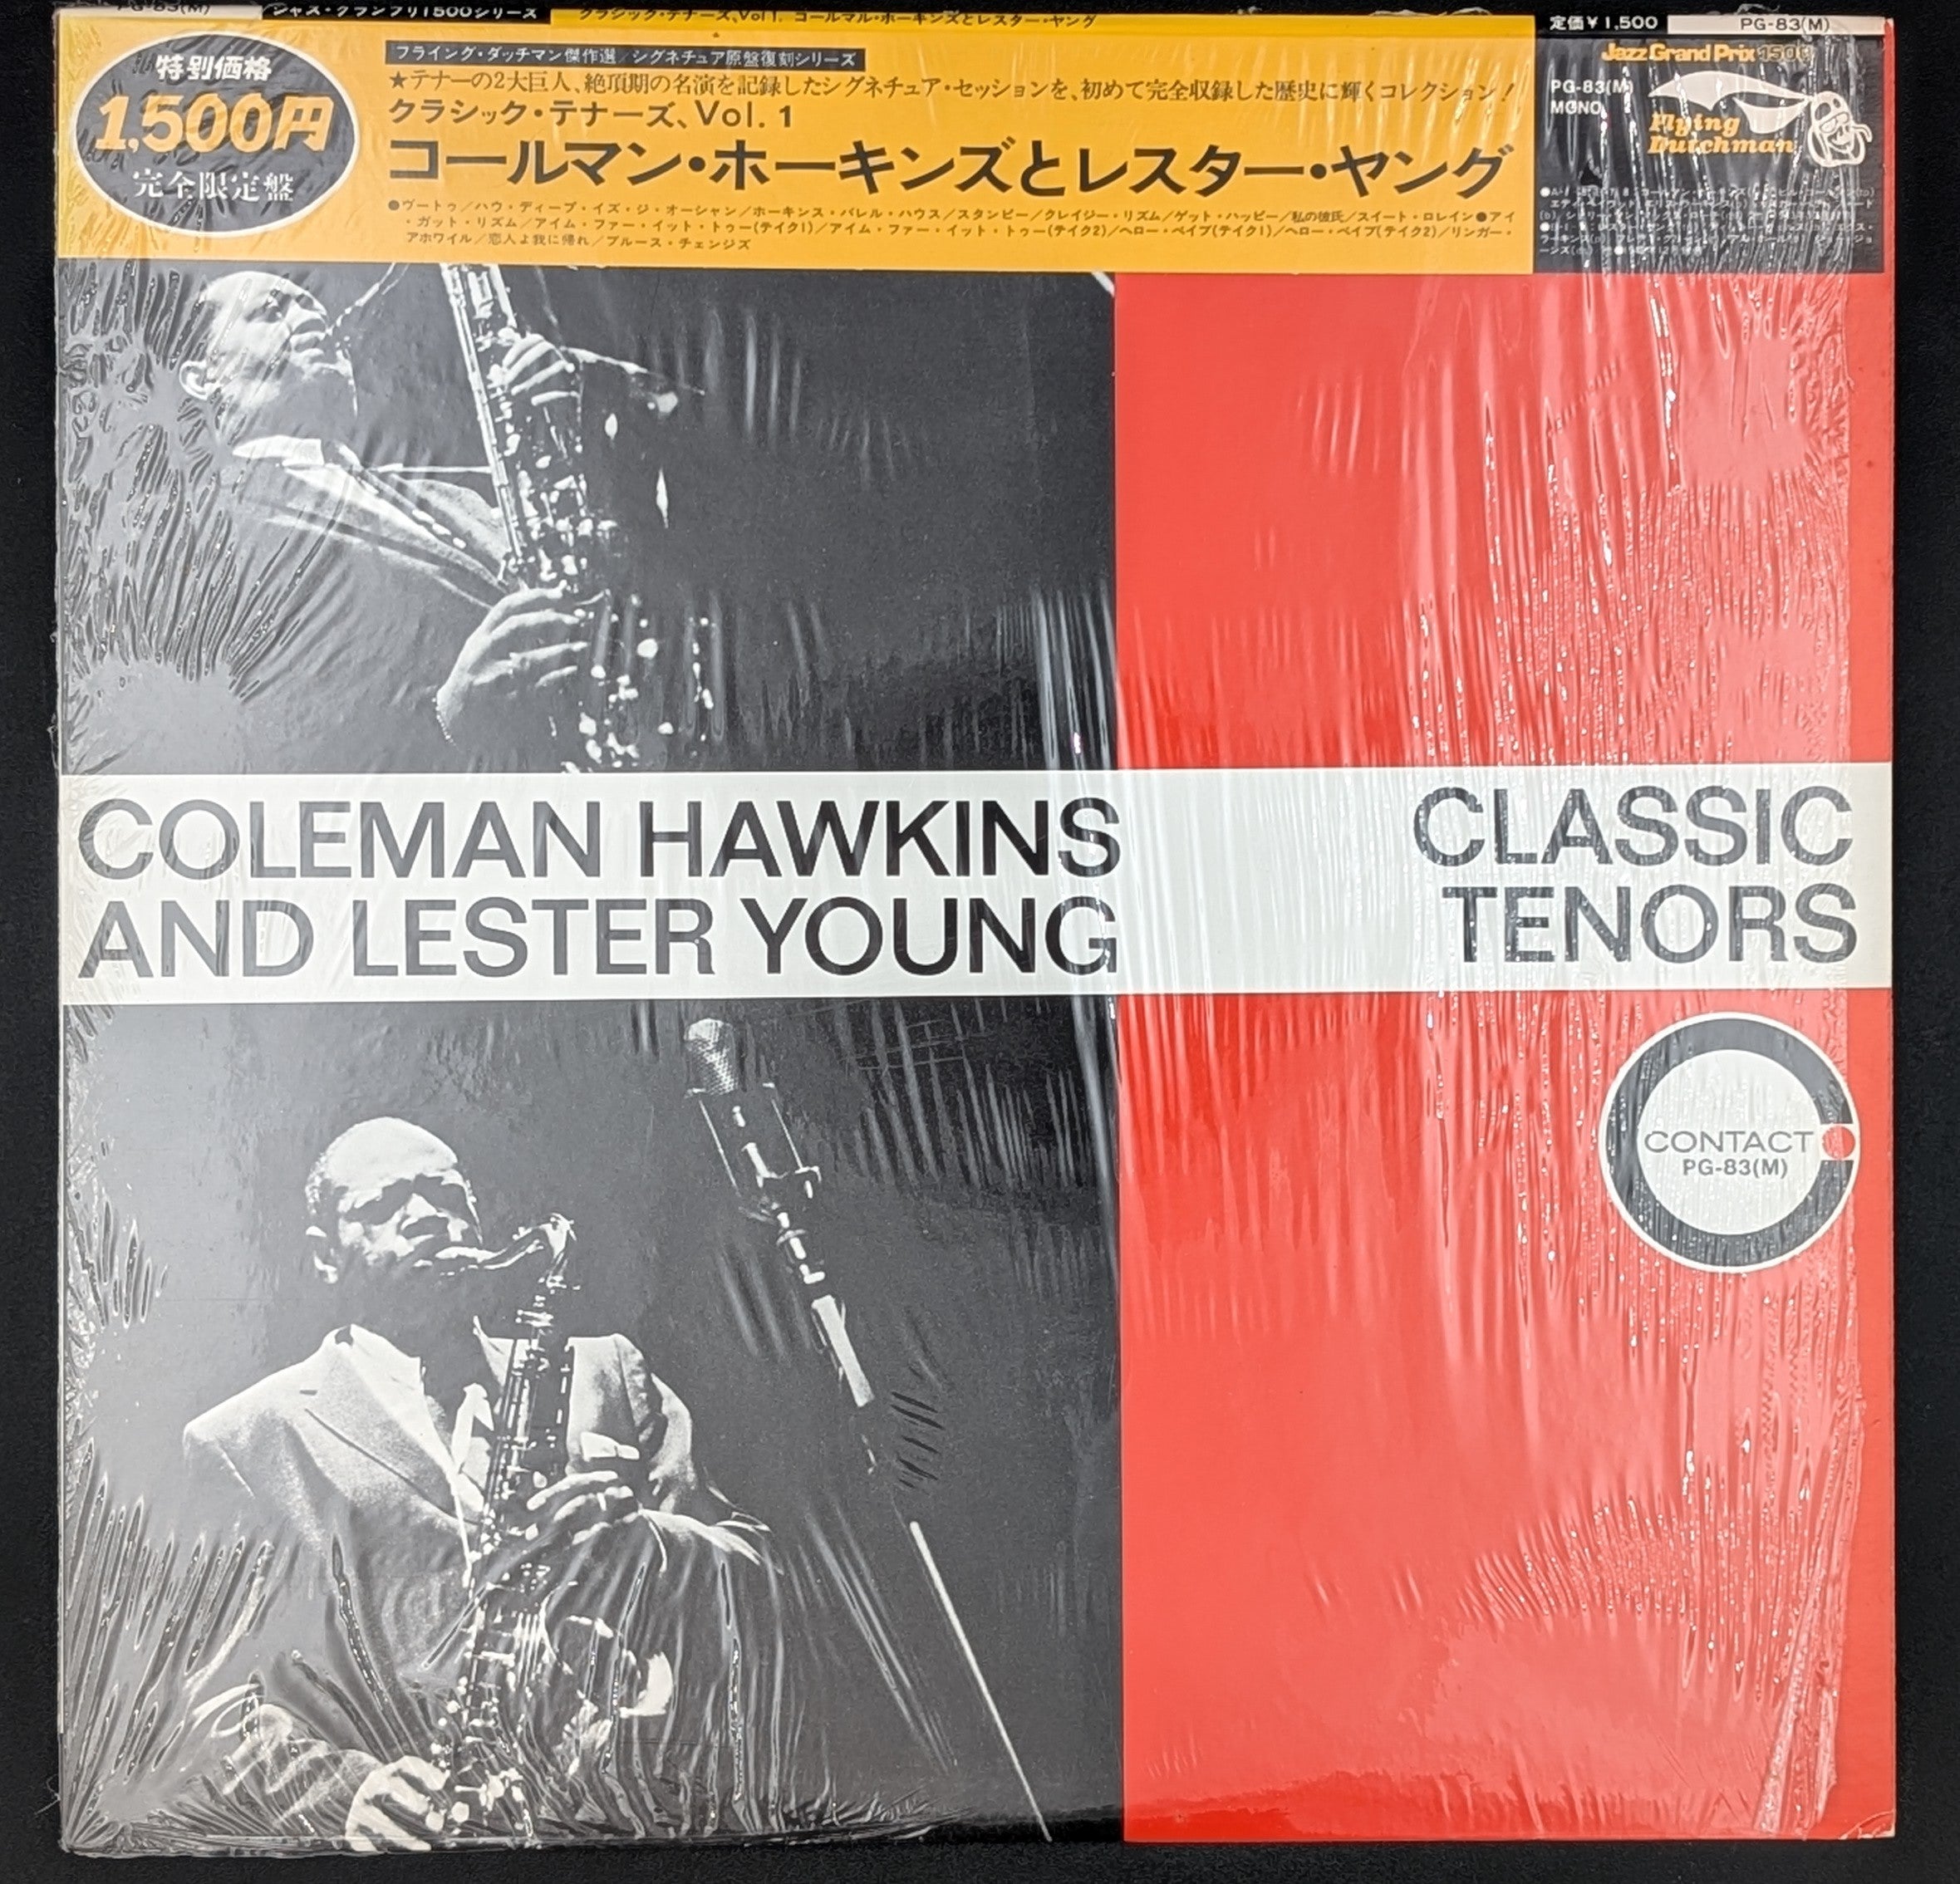 PG-83(M)
ジャズ・グランプリ1500シリーズ
クラシック・テナーズ、Vol.1. コールマン・ホーキンズとレスター・ヤング
定価¥1,500
PG-83(M)
特別価格
1,500円
完全限定盤
フライング・ダッチマン傑作選/シグネチュア原盤復刻シリーズ
★テナーの2大巨人、絶頂期の名演を記録したシグネチュア・セッションを、初めて完全収録した歴史に輝くコレクション!
クラシック・テナーズ、Vol. 1
コールマン・ホーキンズとレスター・ヤング
●ヴートゥ/ハウ・ディープ・イズ・ジ・オーシャン/ホーキンス・バレル・ハウス/スタンピー/クレイジー・リズム/ゲット・ハッピー/私の彼氏/スイート・ロレイン●アイ
・ガット・リズム/アイム・ファー・イット・トゥー(テイク1)/アイム・ファー・イット・トゥー(テイク2)/ヘロー・ベイブ(テイク1)/ヘロー・ベイブ(テイク2)/リンガー・
アホワイル/恋人よ我に帰れ/ブルース・チェンジズ
Jazz Grand Prix 1500
PG-83(M)
MONO
Flying
Dutchman
COLEMAN HAWKINS
AND LESTER YOUNG
CLASSIC
TENORS
CONTACT
PG-83(M)